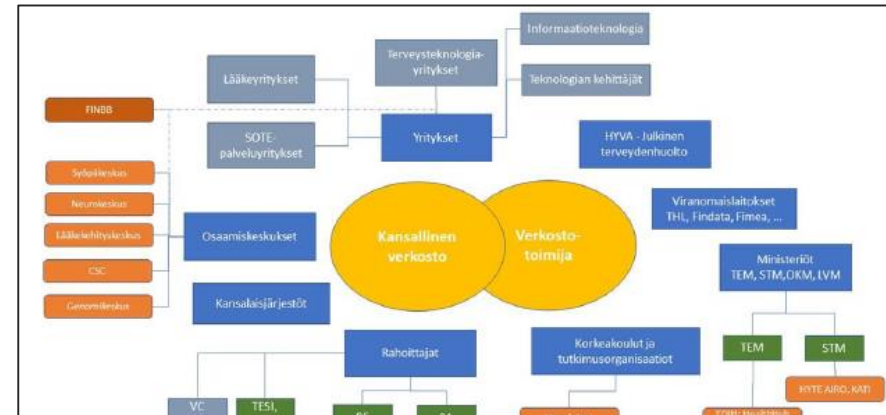 Informaatioteknologia
Terveysteknologia-
yritykset
Lääkeyritykset
Teknologian kehittäjät
FINBB
SOTE-
palveluyritykset
Yritykset
HYVA - Julkinen
terveydenhuolto
Syöpäkeskus
Neurokeskus
Lääkekehityskeskus
CSC
Genomikeskus
Osaamiskeskukset
Kansallinen
verkosto
Verkosto-
toimija
Viranomaislaitokset
THL, Findata, Fimea, ...
Ministeriöt
TEM, STM,OKM, LVM
Kansalaisjärjestöt
Rahoittajat
Korkeakoulut ja
tutkimusorganisaatiot
TEM
STM
HYTE AIRO, KATI
VC
TESI,